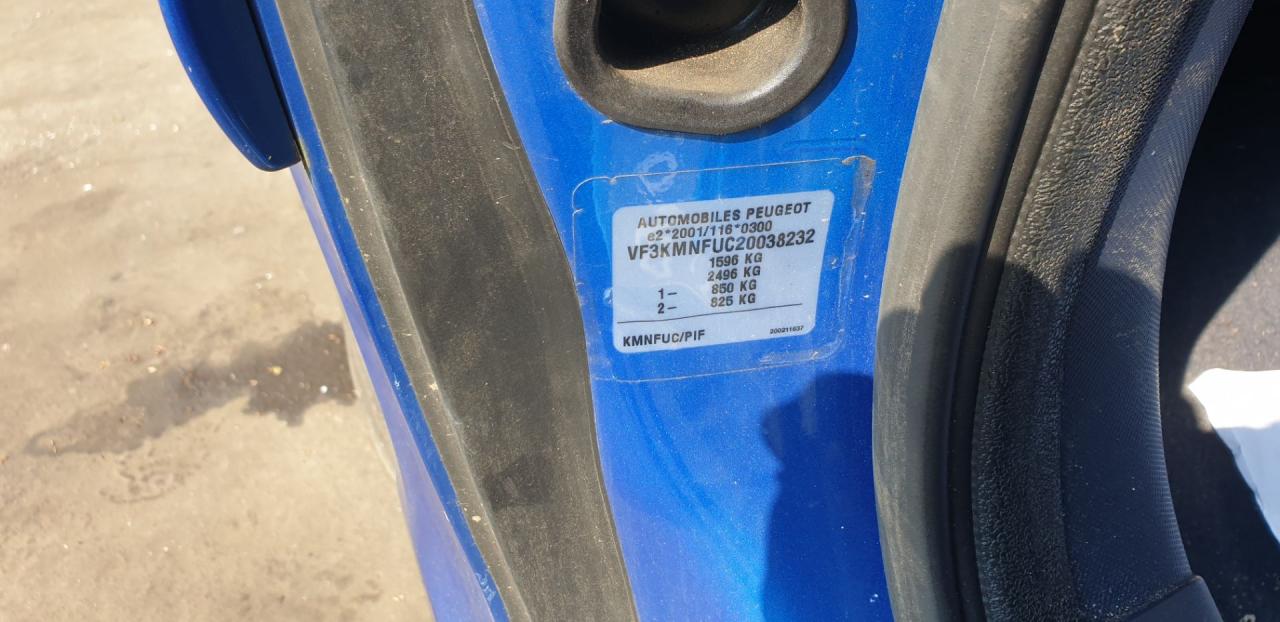 AUTOMOBILES PEUGEOT
e2*2001/116*0300
VF3KMNFUC20038232
1596 KG
2496 KG
1- 850 KG
2- 825 KG
KMNFUC/PIF 200211637